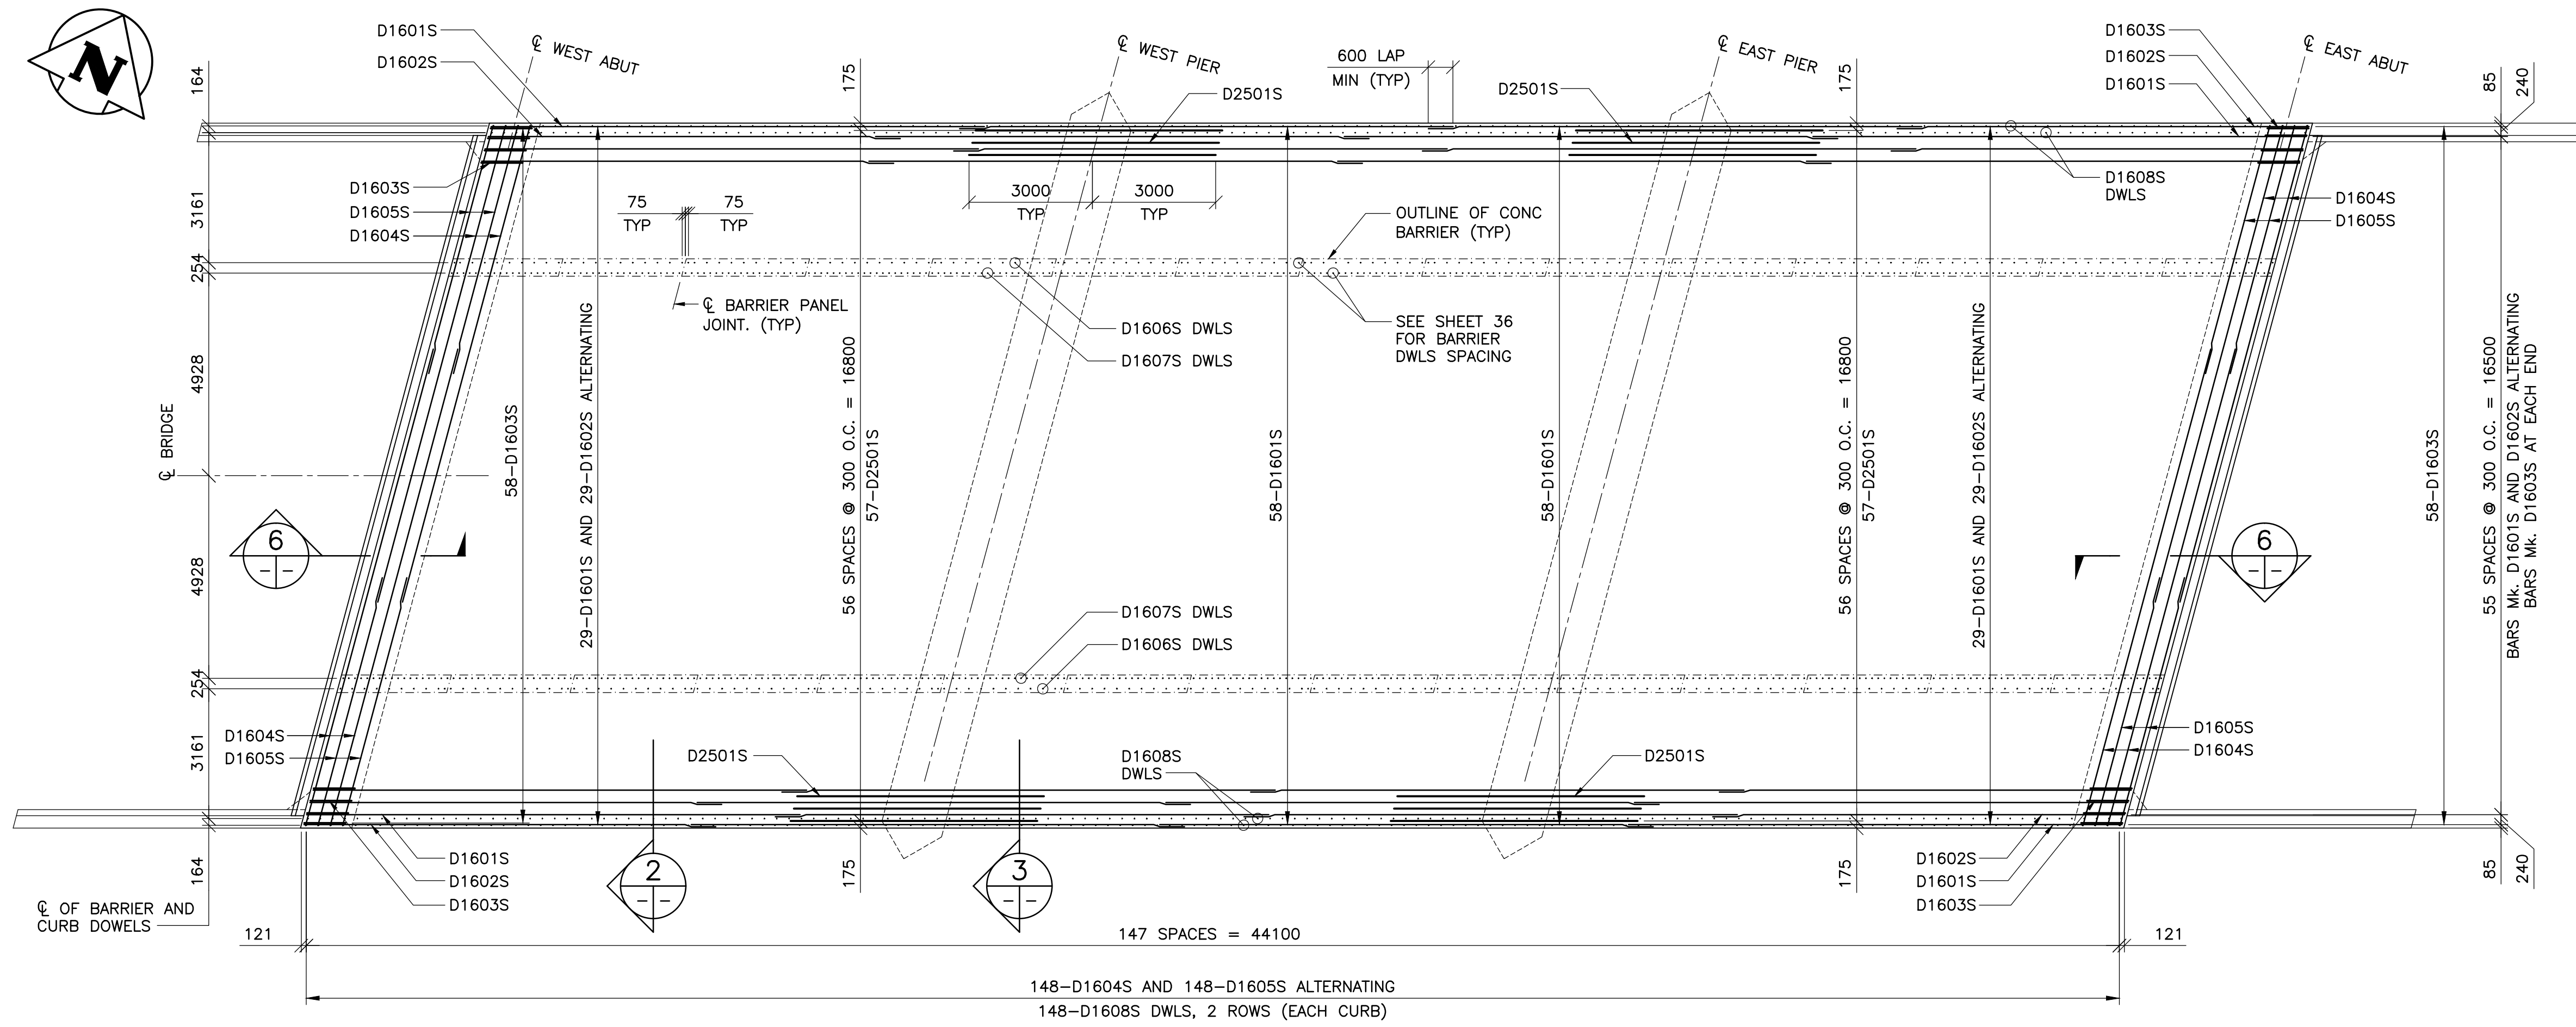 N
D1601S
D1602S
℄ WEST ABUT
175
℄ WEST PIER
D2501S
600 LAP
MIN (TYP)
D2501S
℄ EAST PIER
175
D1603S
D1602S
D1601S
℄ EAST ABUT
85
240
164
3161
254
4928
℄ BRIDGE
4928
254
3161
164
D1603S
D1605S
D1604S
75
TYP
75
TYP
3000
TYP
3000
TYP
OUTLINE OF CONC
BARRIER (TYP)
D1608S
DWLS
D1604S
D1605S
℄ BARRIER PANEL
JOINT. (TYP)
D1606S DWLS
D1607S DWLS
SEE SHEET 36
FOR BARRIER
DWLS SPACING
58-D1603S
29-D1601S AND 29-D1602S ALTERNATING
56 SPACES @ 300 O.C. = 16800
57-D2501S
58-D1601S
58-D1601S
56 SPACES @ 300 O.C. = 16800
57-D2501S
29-D1601S AND 29-D1602S ALTERNATING
58-D1603S
55 SPACES @ 300 O.C. = 16500
BARS Mk. D1601S AND D1602S ALTERNATING
BARS Mk. D1603S AT EACH END
6
--
6
--
D1607S DWLS
D1606S DWLS
D1604S
D1605S
D2501S
D1608S
DWLS
D2501S
D1605S
D1604S
D1601S
D1602S
D1603S
2
--
175
3
--
175
D1602S
D1601S
D1603S
85
240
℄ OF BARRIER AND
CURB DOWELS
121
147 SPACES = 44100
121
148-D1604S AND 148-D1605S ALTERNATING
148-D1608S DWLS, 2 ROWS (EACH CURB)